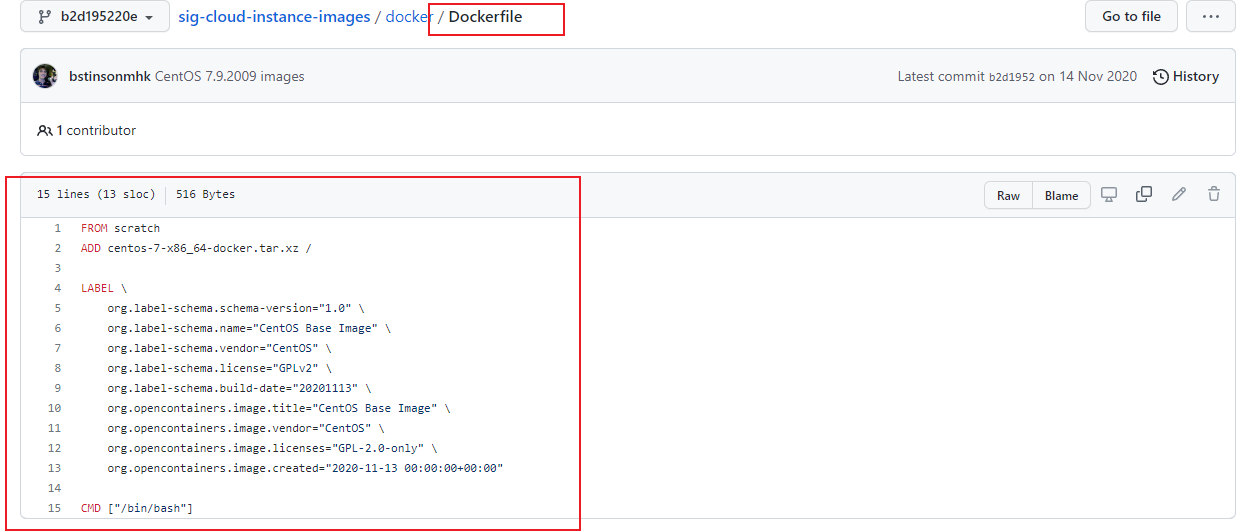 b2d195220e sig-cloud-instance-images / docker / Dockerfile Go to file ...
bstinsonmhk CentOS 7.9.2009 images Latest commit b2d1952 on 14 Nov 2020 History
1 contributor
15 lines (13 sloc) 516 Bytes Raw Blame
1 FROM scratch
2 ADD centos-7-x86_64-docker.tar.xz /
3
4 LABEL \
5 org.label-schema.schema-version="1.0" \
6 org.label-schema.name="CentOS Base Image" \
7 org.label-schema.vendor="CentOS" \
8 org.label-schema.license="GPLv2" \
9 org.label-schema.build-date="20201113" \
10 org.opencontainers.image.title="CentOS Base Image" \
11 org.opencontainers.image.vendor="CentOS" \
12 org.opencontainers.image.licenses="GPL-2.0-only" \
13 org.opencontainers.image.created="2020-11-13 00:00:00+00:00"
14
15 CMD ["/bin/bash"]